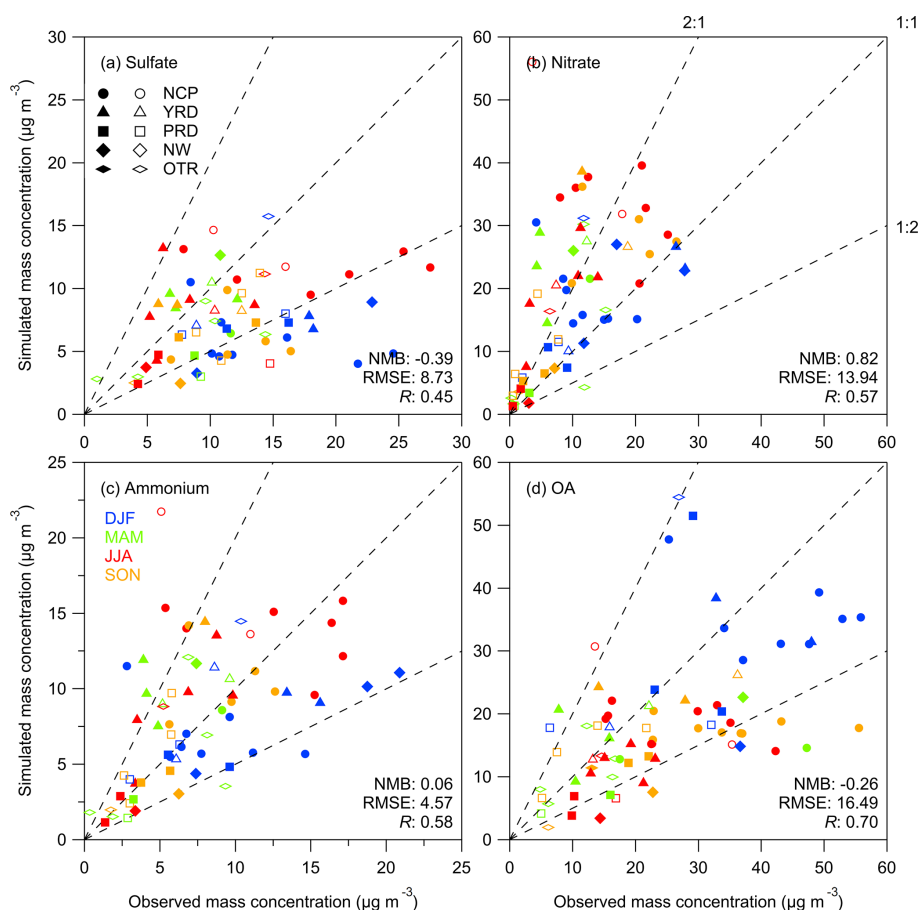 2:1 1:1
30
25
20
15
10
5
0
Simulated mass concentration (µg m⁻³)
(a) Sulfate
NCP
YRD
PRD
NW
OTR
NMB: -0.39
RMSE: 8.73
R: 0.45
0 5 10 15 20 25 30
60
50
40
30
20
10
0
(b) Nitrate
1:2
NMB: 0.82
RMSE: 13.94
R: 0.57
0 10 20 30 40 50 60
25
20
15
10
5
0
Simulated mass concentration (µg m⁻³)
(c) Ammonium
DJF
MAM
JJA
SON
NMB: 0.06
RMSE: 4.57
R: 0.58
0 5 10 15 20 25
Observed mass concentration (µg m⁻³)
60
50
40
30
20
10
0
(d) OA
NMB: -0.26
RMSE: 16.49
R: 0.70
0 10 20 30 40 50 60
Observed mass concentration (µg m⁻³)